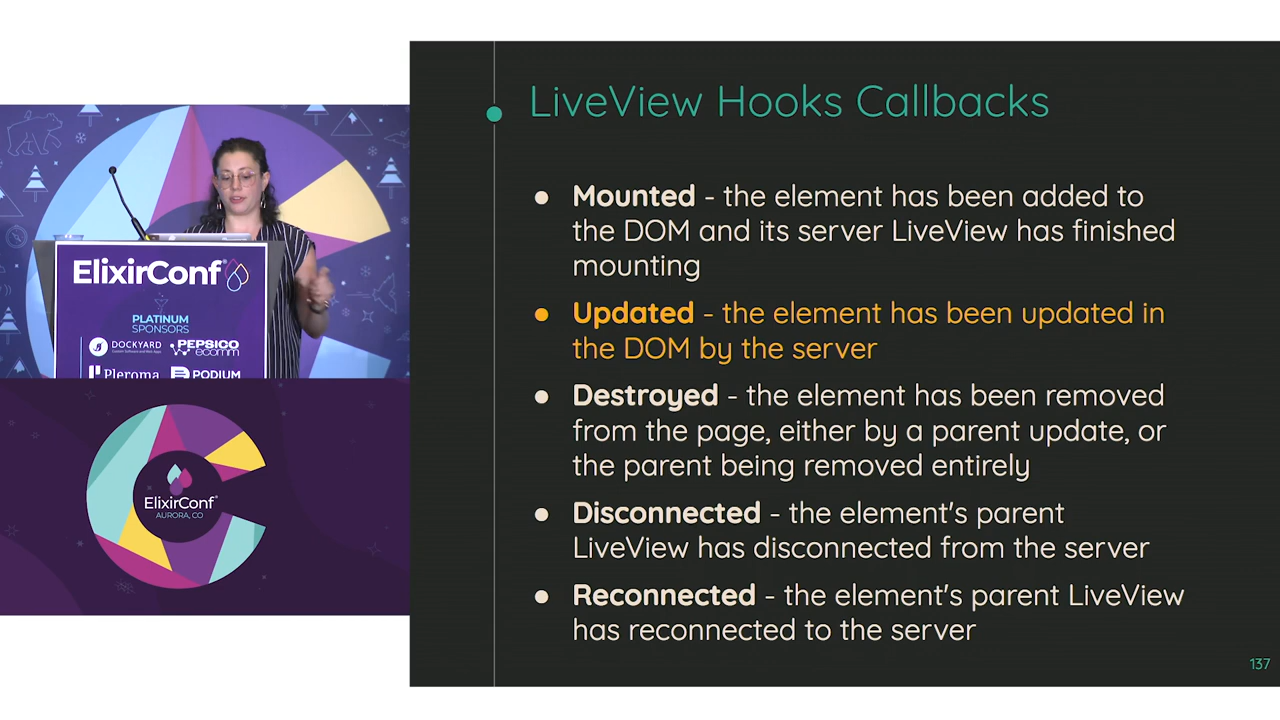 ElixirConf
PLATINUM
SPONSORS
DOCKYARD
PEPSICO
ecomm
Pleroma
PODIUM
ElixirConf
AURORA, CO
LiveView Hooks Callbacks
● Mounted - the element has been added to
the DOM and its server LiveView has finished
mounting
● Updated - the element has been updated in
the DOM by the server
● Destroyed - the element has been removed
from the page, either by a parent update, or
the parent being removed entirely
● Disconnected - the element's parent
LiveView has disconnected from the server
● Reconnected - the element's parent LiveView
has reconnected to the server
137